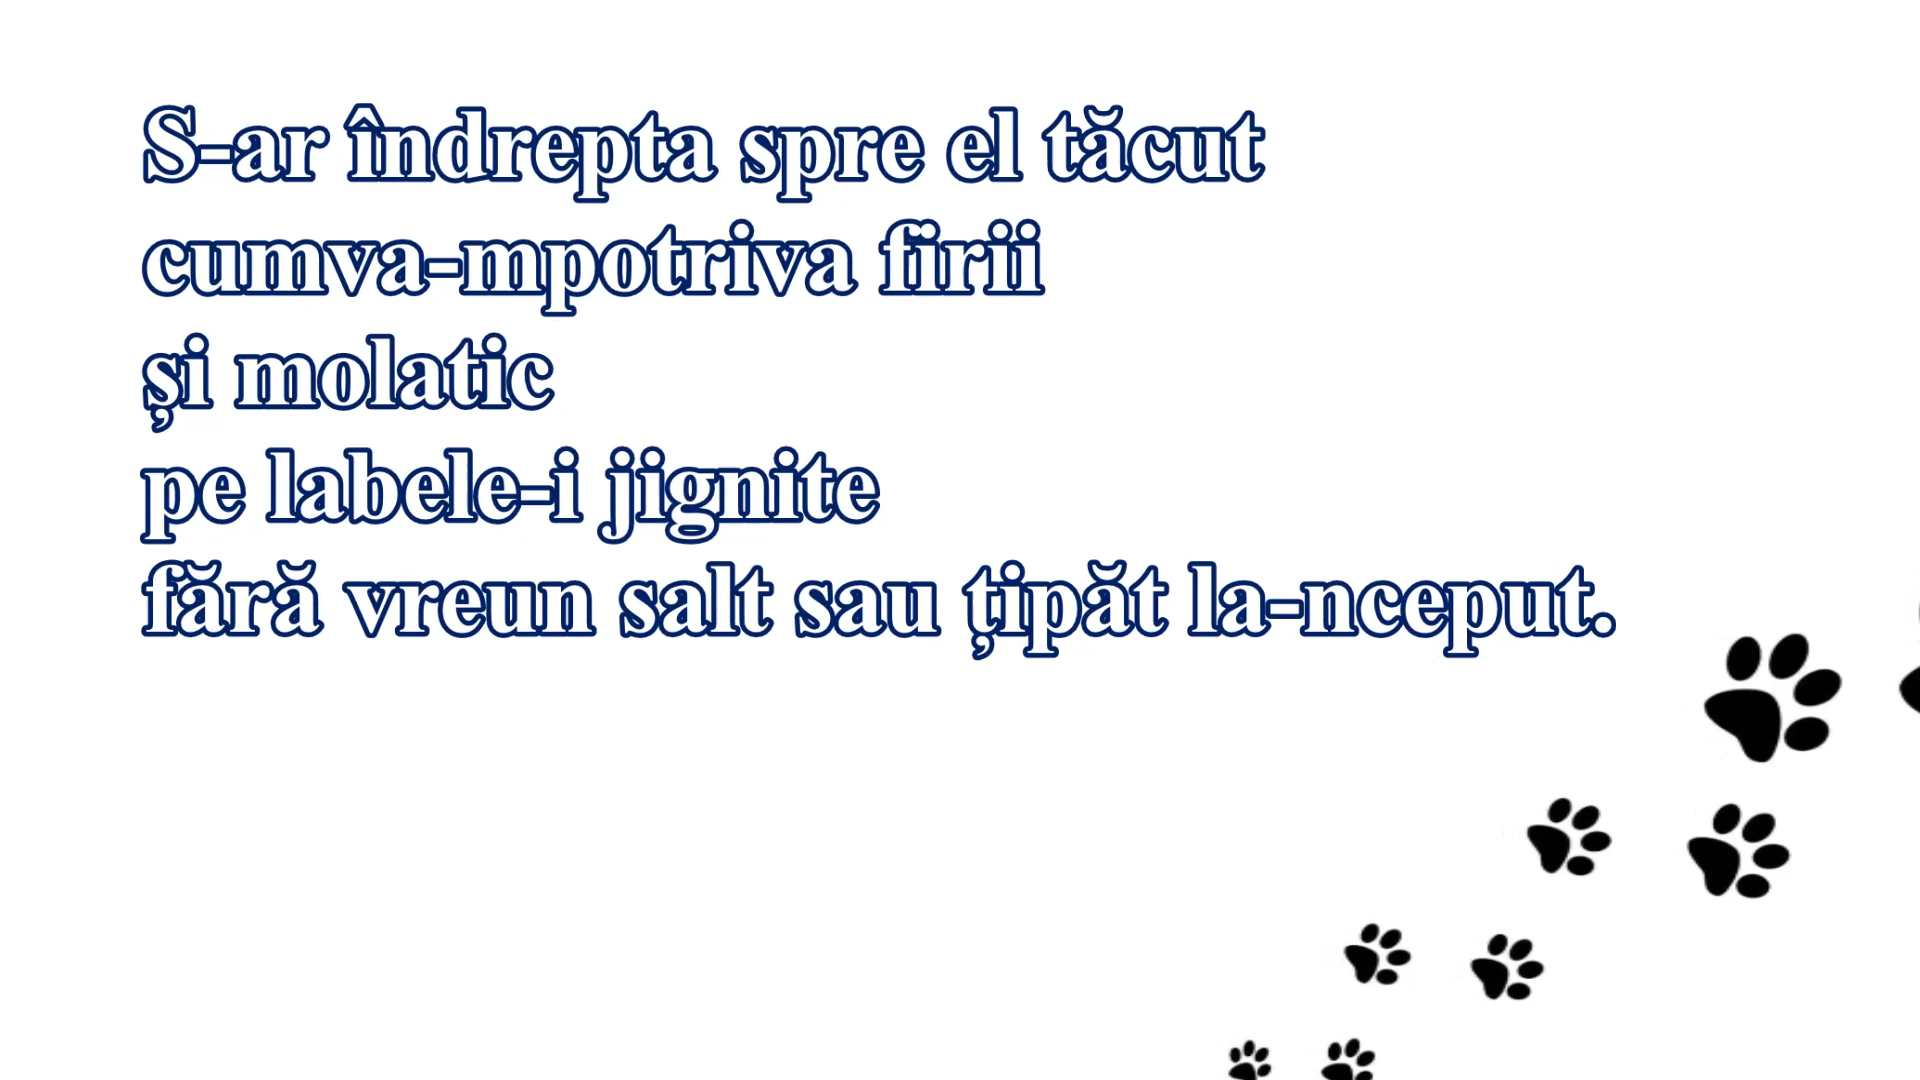 S-ar îndrepta spre el tăcut
cumva-mpotriva firii
și molatic
pe labele-i jignite
fără vreun salt sau țipăt la-nceput.